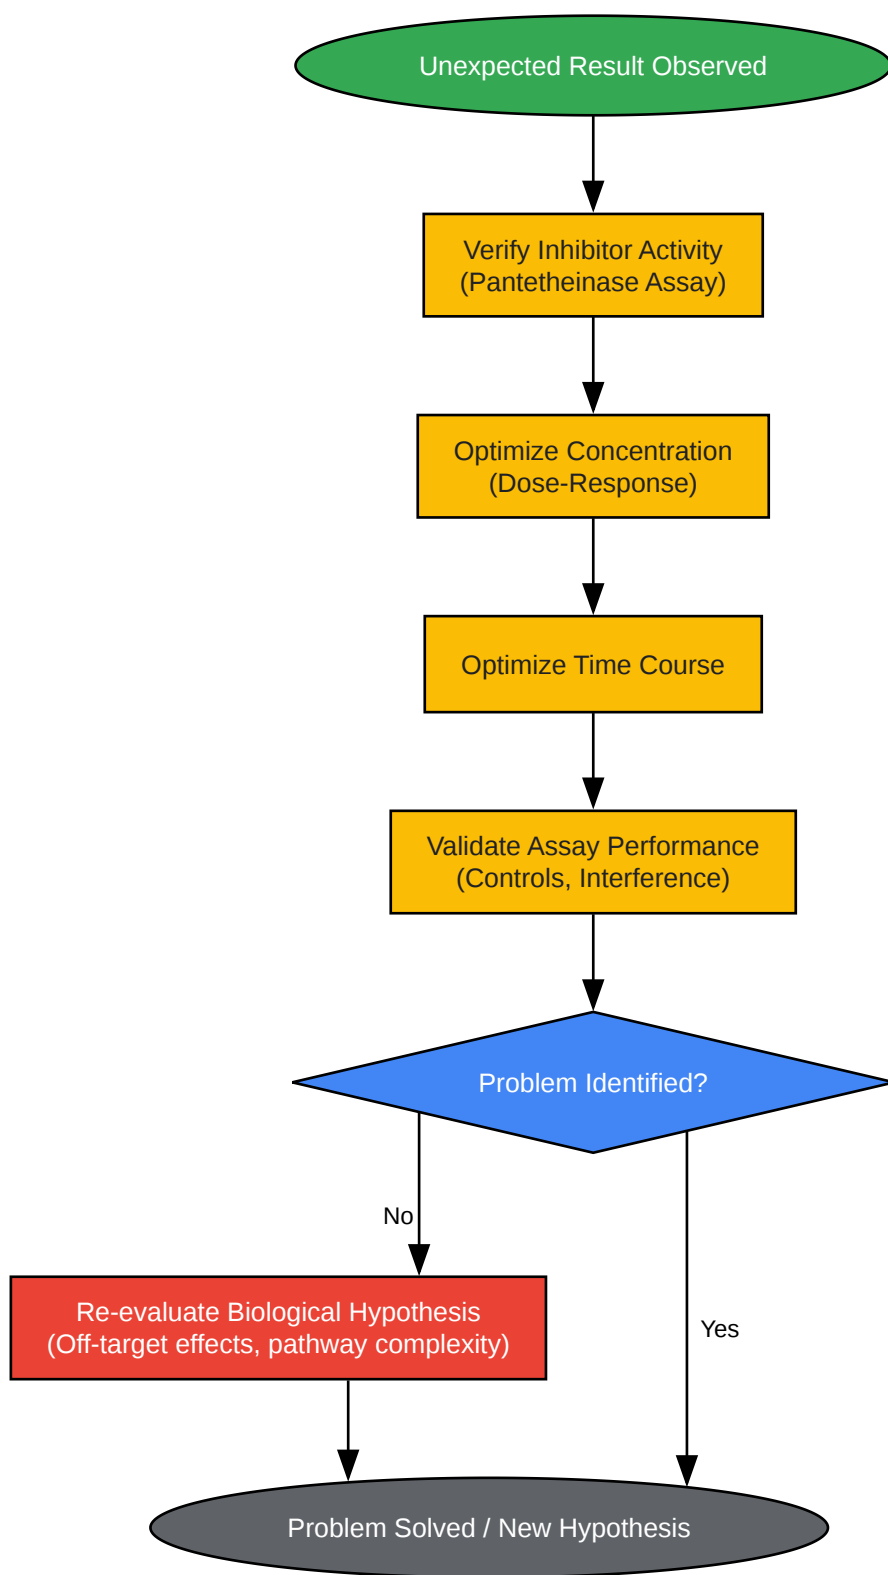 Unexpected Result Observed
Verify Inhibitor Activity
(Pantetheinase Assay)
Optimize Concentration
(Dose-Response)
Optimize Time Course
Validate Assay Performance
(Controls, Interference)
Problem Identified?
No
Re-evaluate Biological Hypothesis
(Off-target effects, pathway complexity)
Yes
Problem Solved / New Hypothesis